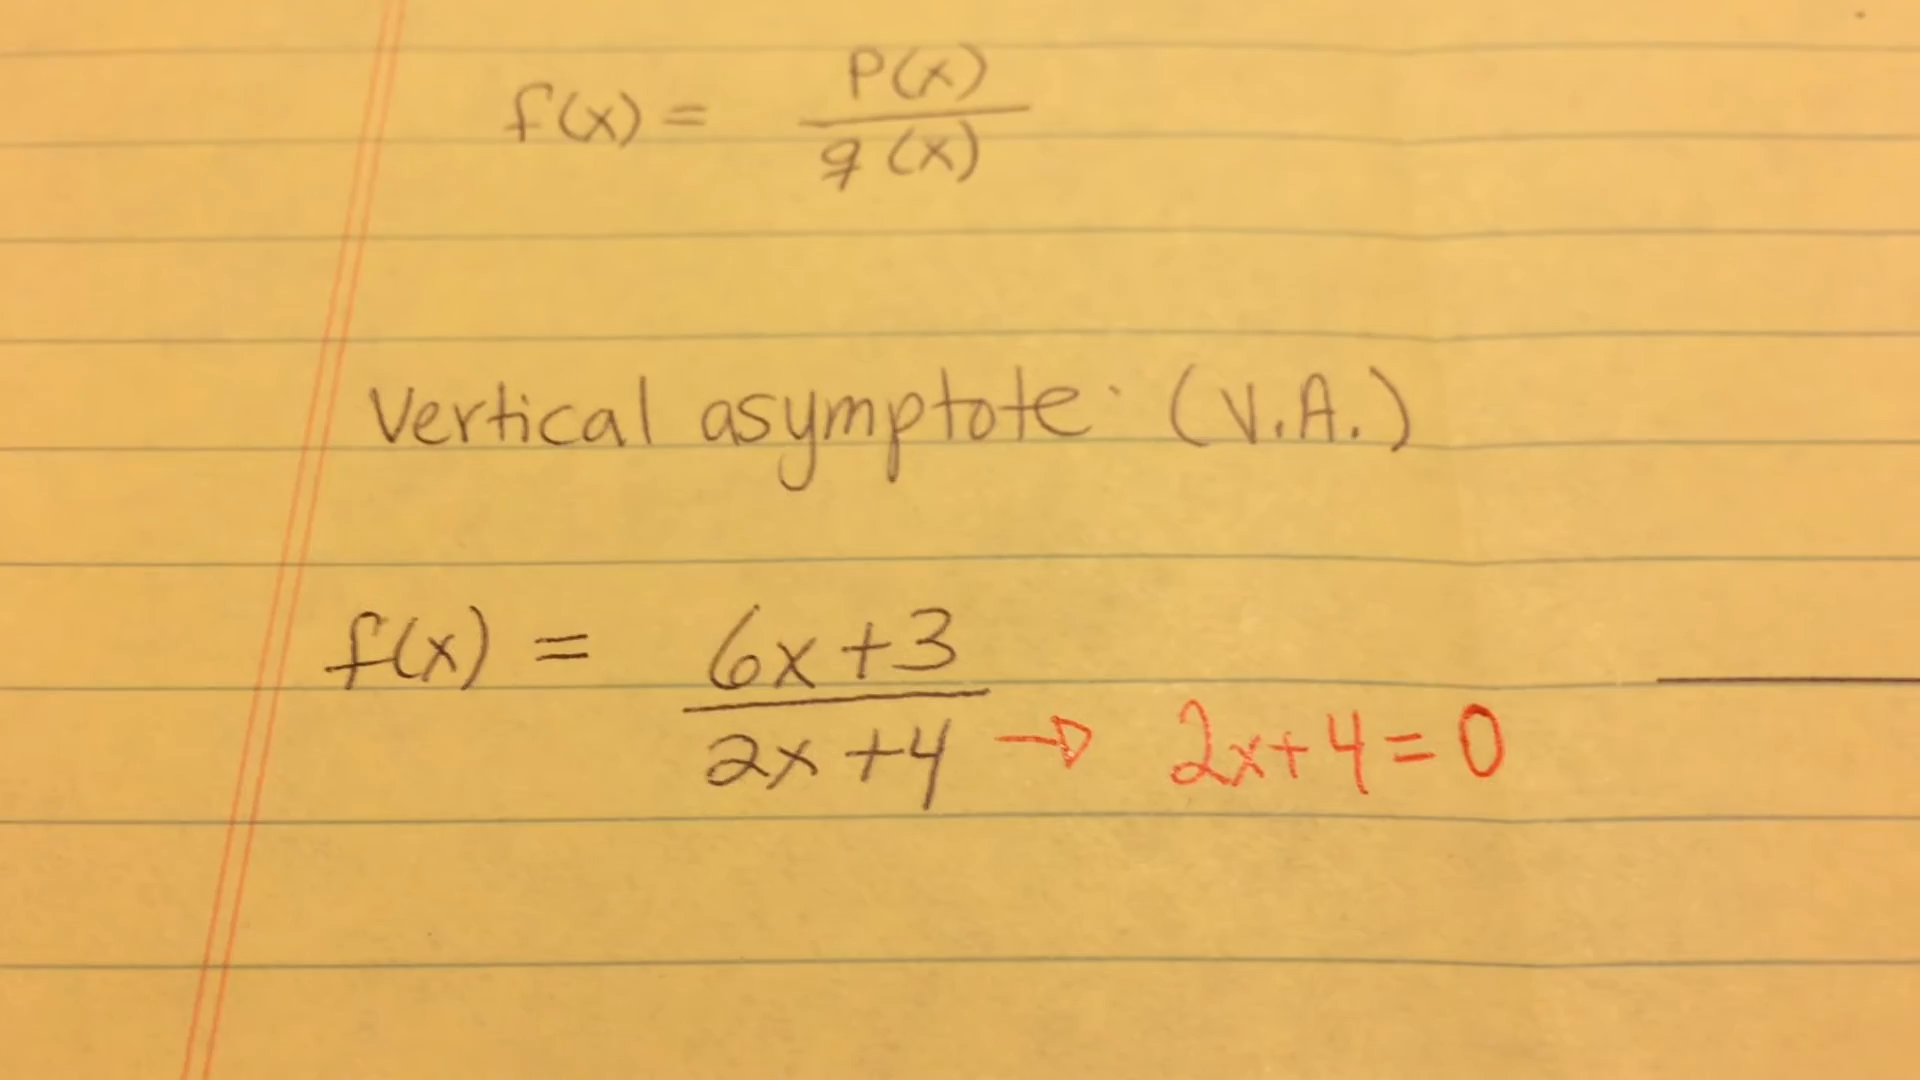 f(x) = P(x) / q(x)
Vertical asymptote: (V.A.)
f(x) = 6x+3 / 2x+4 → 2x+4=0